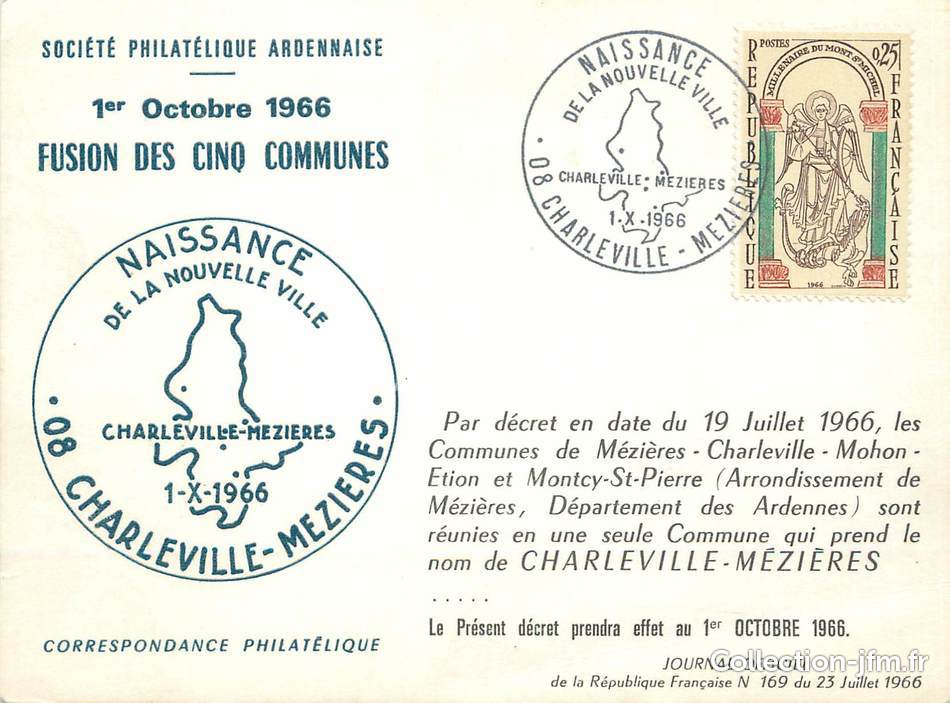 SOCIÉTÉ PHILATÉLIQUE ARDENNAISE
1er Octobre 1966
FUSION DES CINQ COMMUNES
NAISSANCE
DE LA NOUVELLE VILLE
CHARLEVILLE-MEZIERES
1-X-1966
• 08 CHARLEVILLE-MEZIERES •
CORRESPONDANCE PHILATÉLIQUE
NAISSANCE
DE LA NOUVELLE VILLE
CHARLEVILLE-MEZIERES
1-X-1966
• 08 CHARLEVILLE - MEZIERES
POSTES
0,25
MILLENAIRE DU MONT ST MICHEL
REPUBLIQUE
FRANÇAISE
1966
Par décret en date du 19 Juillet 1966, les
Communes de Mézières - Charleville - Mohon -
Etion et Montcy-St-Pierre (Arrondissement de
Mézières, Département des Ardennes) sont
réunies en une seule Commune qui prend le
nom de CHARLEVILLE-MÉZIÈRES
.....
Le Présent décret prendra effet au 1er OCTOBRE 1966.
JOURNAL
de la République Française N 169 du 23 Juillet 1966
Collection-jfm.fr